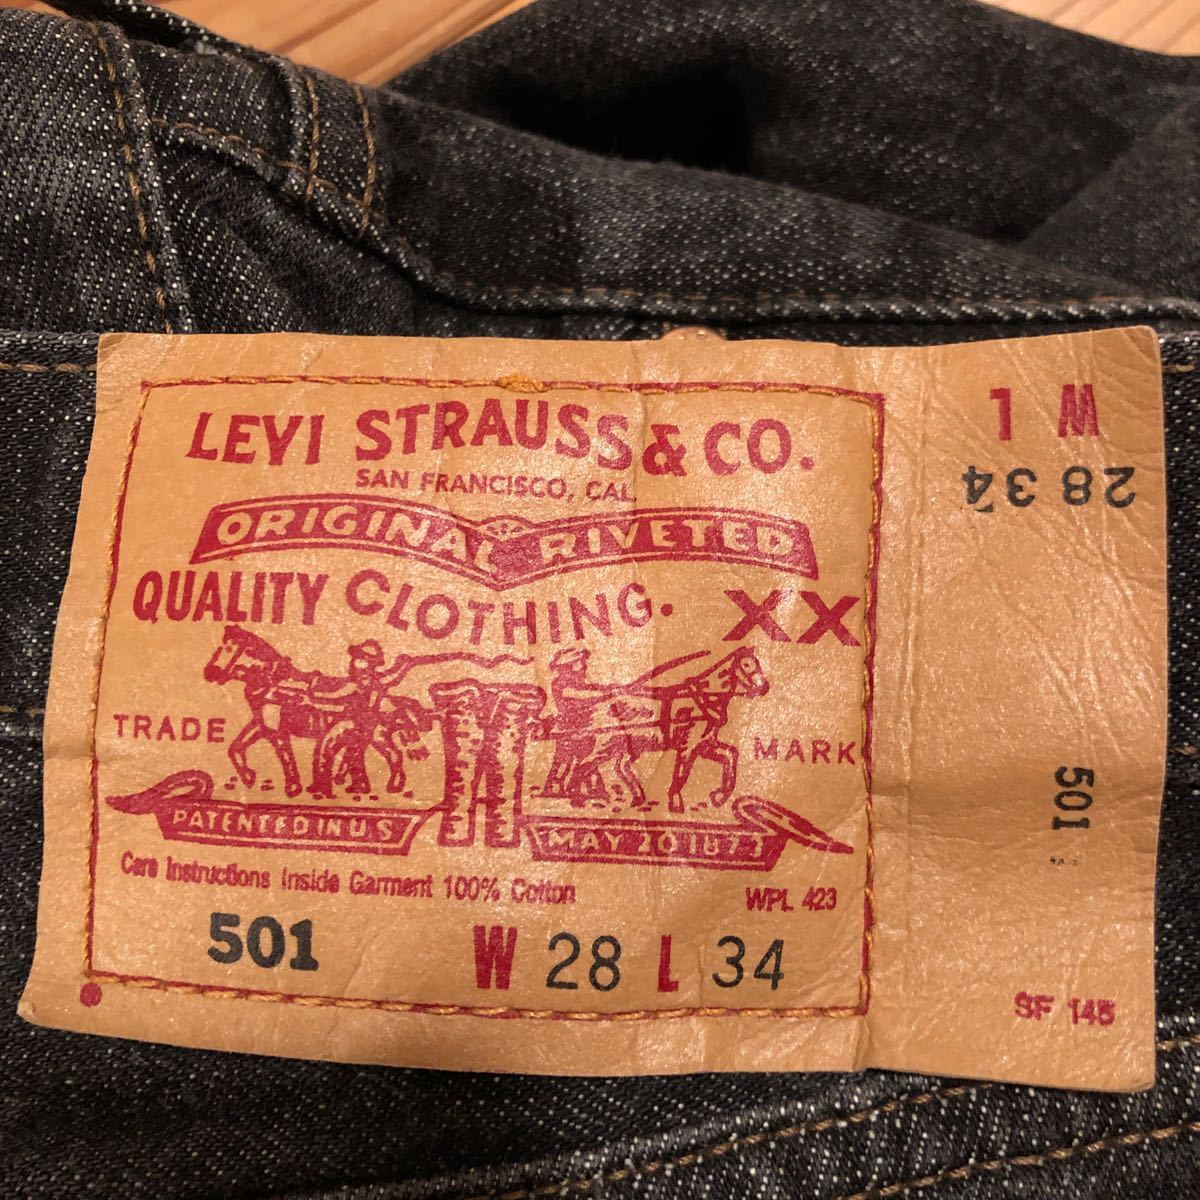 LEVI STRAUSS & CO.
SAN FRANCISCO, CAL.
ORIGINAL RIVETED
QUALITY CLOTHING. XX
TRADE MARK
PATENTED IN U.S
MAY 20 1873
Care Instructions Inside Garment 100% Cotton
WPL 423
501 W 28 L 34
W L
28 34
501
SF 145